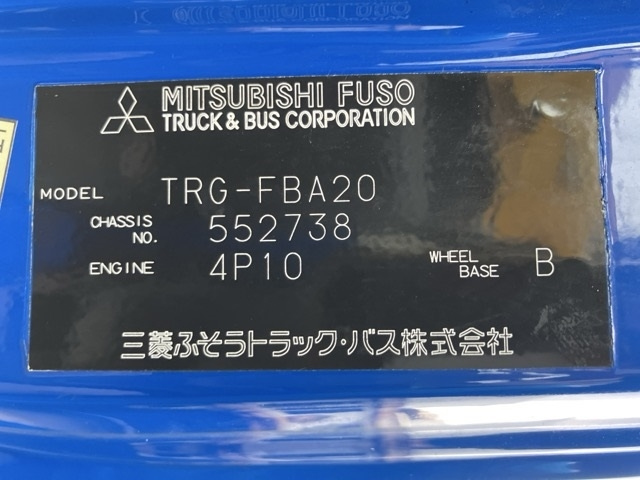 MITSUBISHI FUSO
TRUCK & BUS CORPORATION
MODEL TRG-FBA20
CHASSIS NO. 552738
ENGINE 4P10 WHEEL BASE B
三菱ふそうトラック・バス株式会社